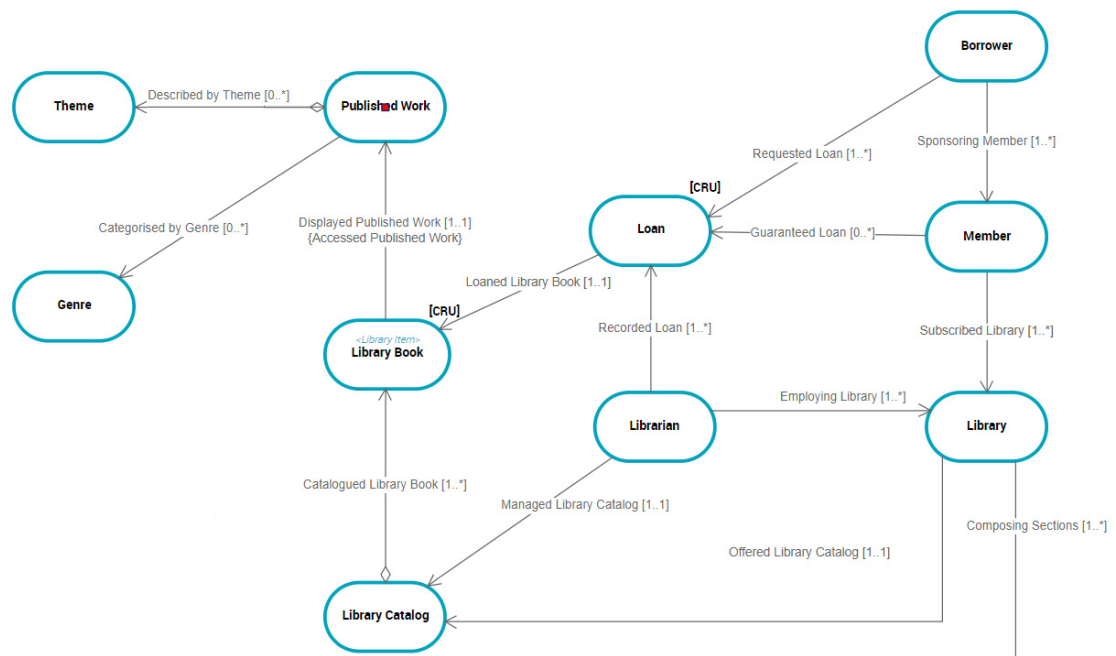 Borrower
Theme
Described by Theme [0..*]
Published Work
Sponsoring Member [1..*]
Requested Loan [1..*]
[CRU]
Categorised by Genre [0..*]
Displayed Published Work [1..1]
{Accessed Published Work}
Loan
Guaranteed Loan [0..*]
Member
Loaned Library Book [1..1]
Genre
[CRU]
Recorded Loan [1..*]
Subscribed Library [1..*]
<Library Item>
Library Book
Employing Library [1..*]
Librarian
Library
Catalogued Library Book [1..*]
Managed Library Catalog [1..1]
Composing Sections [1..*]
Offered Library Catalog [1..1]
Library Catalog